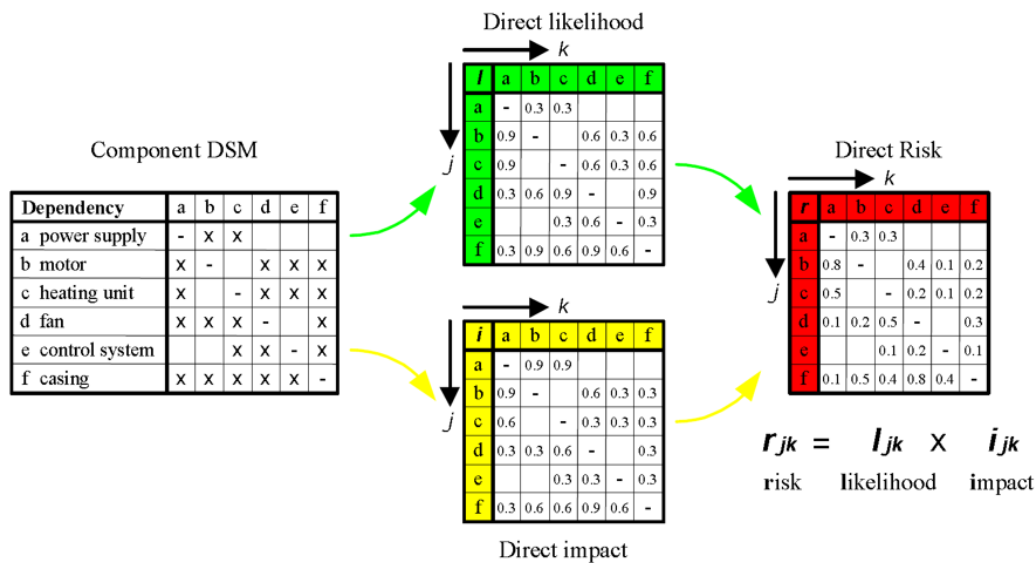 Direct likelihood
k
j
l a b c d e f
a - 0.3 0.3
b 0.9 - 0.6 0.3 0.6
c 0.9 - 0.6 0.3 0.6
d 0.3 0.6 0.9 - 0.9
e 0.3 0.6 - 0.3
f 0.3 0.9 0.6 0.9 0.6 -
Component DSM
Dependency a b c d e f
a power supply - x x
b motor x - x x x
c heating unit x - x x x
d fan x x x - x
e control system x x - x
f casing x x x x x -
k
j
i a b c d e f
a - 0.9 0.9
b 0.9 - 0.6 0.3 0.3
c 0.6 - 0.3 0.3 0.3
d 0.3 0.3 0.6 - 0.3
e 0.3 0.3 - 0.3
f 0.3 0.6 0.6 0.9 0.6 -
Direct impact
Direct Risk
k
j
r a b c d e f
a - 0.3 0.3
b 0.8 - 0.4 0.1 0.2
c 0.5 - 0.2 0.1 0.2
d 0.1 0.2 0.5 - 0.3
e 0.1 0.2 - 0.1
f 0.1 0.5 0.4 0.8 0.4 -
rjk = ljk x ijk
risk likelihood impact